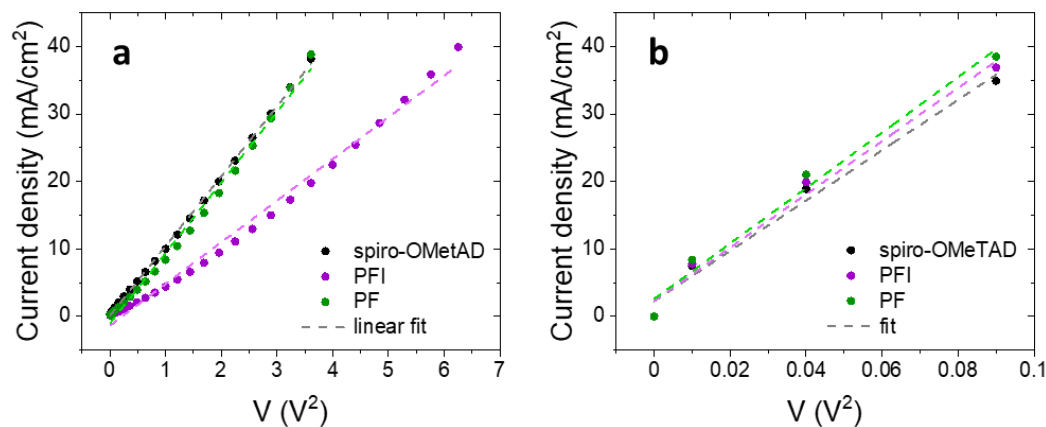 a
40
30
20
10
0
Current density (mA/cm²)
spiro-OMetAD
PFI
PF
linear fit
0 1 2 3 4 5 6 7
V (V²)
b
40
30
20
10
0
Current density (mA/cm²)
spiro-OMeTAD
PFI
PF
fit
0 0.02 0.04 0.06 0.08 0.1
V (V²)